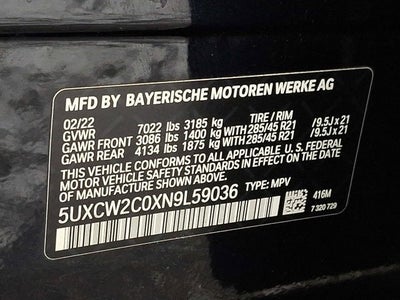 MFD BY BAYERISCHE MOTOREN WERKE AG
02/22 TIRE / RIM
GVWR 7022 lbs 3185 kg
GAWR FRONT 3086 lbs 1400 kg WITH 285/45 R21 /9.5J x 21
GAWR REAR 4134 lbs 1875 kg WITH 285/45 R21 /9.5J x 21
THIS VEHICLE CONFORMS TO ALL APPLICABLE U.S. FEDERAL
MOTOR VEHICLE SAFETY STANDARDS IN EFFECT ON THE DATE
OF MANUFACTURE SHOWN ABOVE.
5UXCW2C0XN9L59036 TYPE: MPV
416M
7 320 729